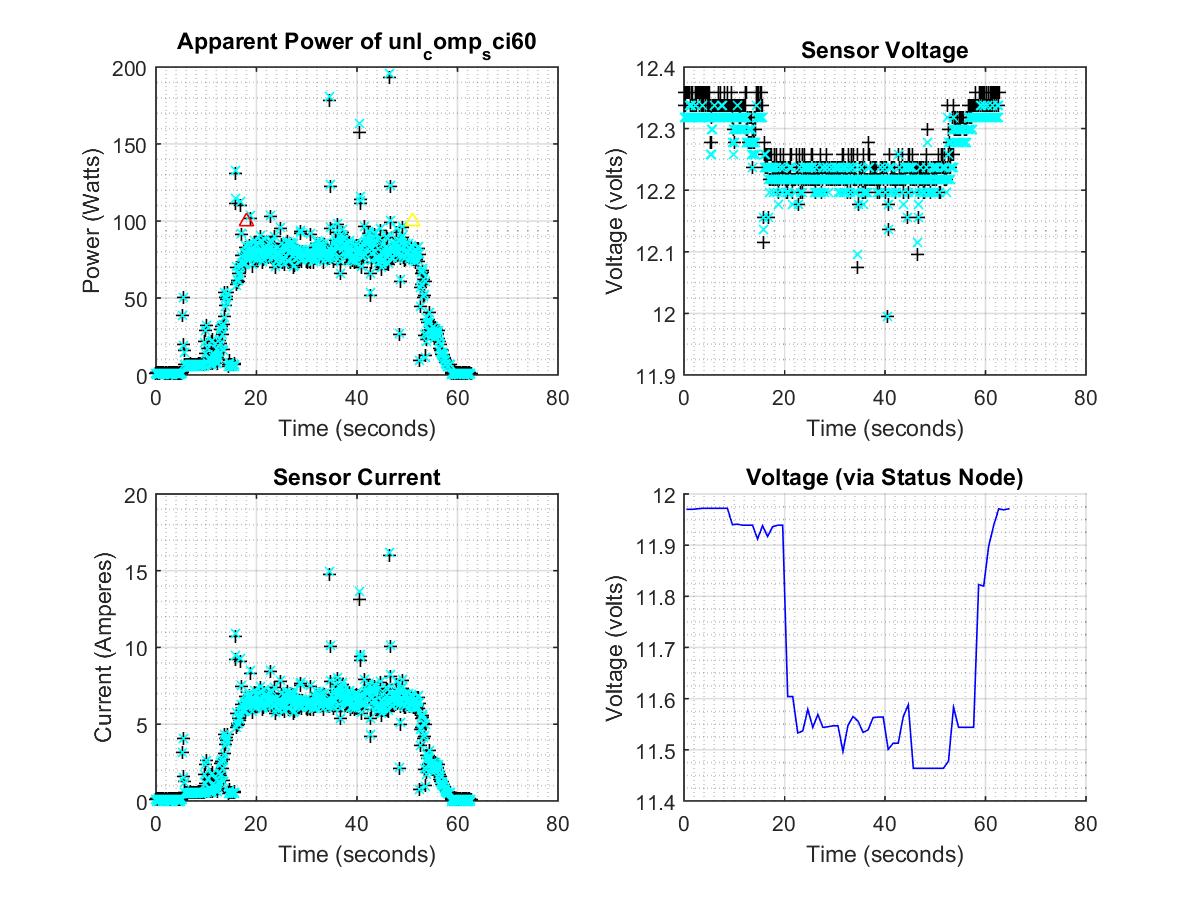 Apparent Power of unl_comp_sci60
200
150
100
50
0
Power (Watts)
0 20 40 60 80
Time (seconds)
Sensor Voltage
12.4
12.3
12.2
12.1
12
11.9
Voltage (volts)
0 20 40 60 80
Time (seconds)
Sensor Current
20
15
10
5
0
Current (Amperes)
0 20 40 60 80
Time (seconds)
Voltage (via Status Node)
12
11.9
11.8
11.7
11.6
11.5
11.4
Voltage (volts)
0 20 40 60 80
Time (seconds)